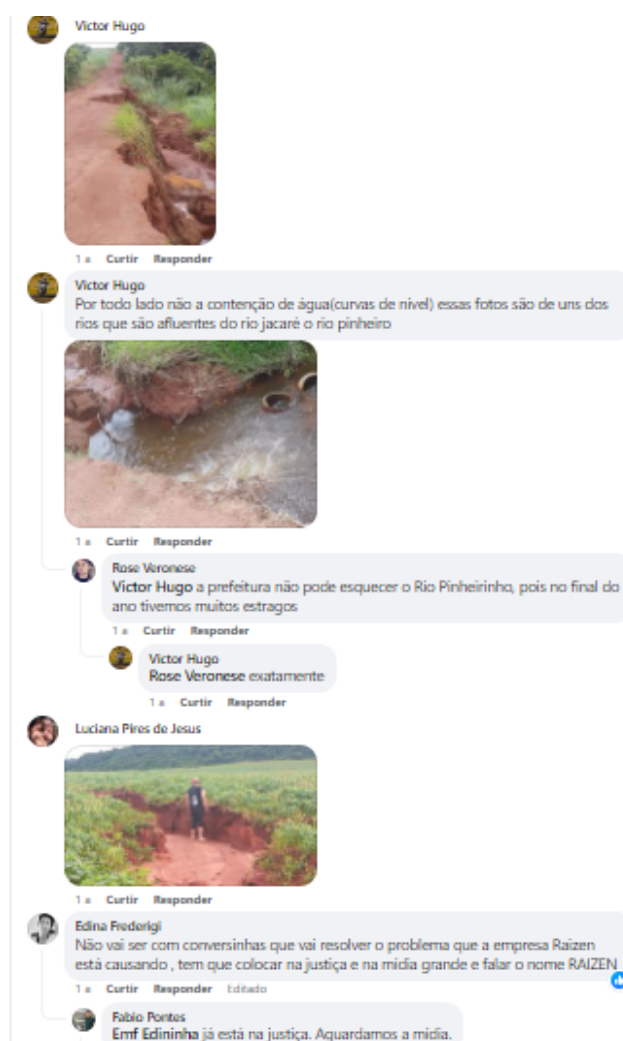 Victor Hugo
1 a Curtir Responder
Victor Hugo
Por todo lado não a contenção de água(curvas de nível) essas fotos são de uns dos
rios que são afluentes do rio jacaré o rio pinheiro
1 a Curtir Responder
Rose Veronese
Victor Hugo a prefeitura não pode esquecer o Rio Pinheirinho, pois no final do
ano tivemos muitos estragos
1 a Curtir Responder
Victor Hugo
Rose Veronese exatamente
1 a Curtir Responder
Luciana Pires de Jesus
1 a Curtir Responder
Edina Frederigi
Não vai ser com conversinhas que vai resolver o problema que a empresa Raizen
está causando , tem que colocar na justiça e na midia grande e falar o nome RAIZEN
1 a Curtir Responder Editado
Fabio Pontes
Emf Edininha já está na justiça. Aguardamos a midia.